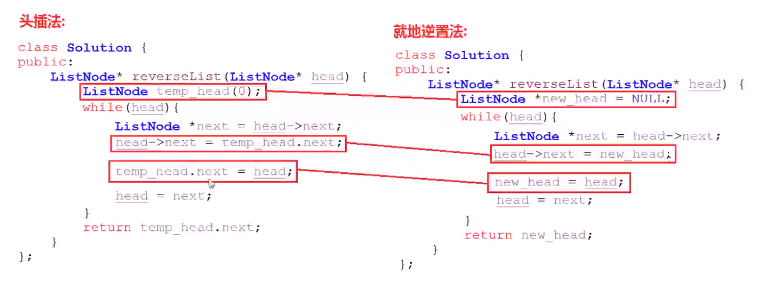 头插法:
class Solution {
public:
ListNode* reverseList(ListNode* head) {
ListNode temp_head(0);
while(head){
ListNode *next = head->next;
head->next = temp_head.next;
temp_head.next = head;
head = next;
}
return temp_head.next;
}
};
就地逆置法:
class Solution {
public:
ListNode* reverseList(ListNode* head) {
ListNode *new_head = NULL;
while(head){
ListNode *next = head->next;
head->next = new_head;
new_head = head;
head = next;
}
return new_head;
}
};